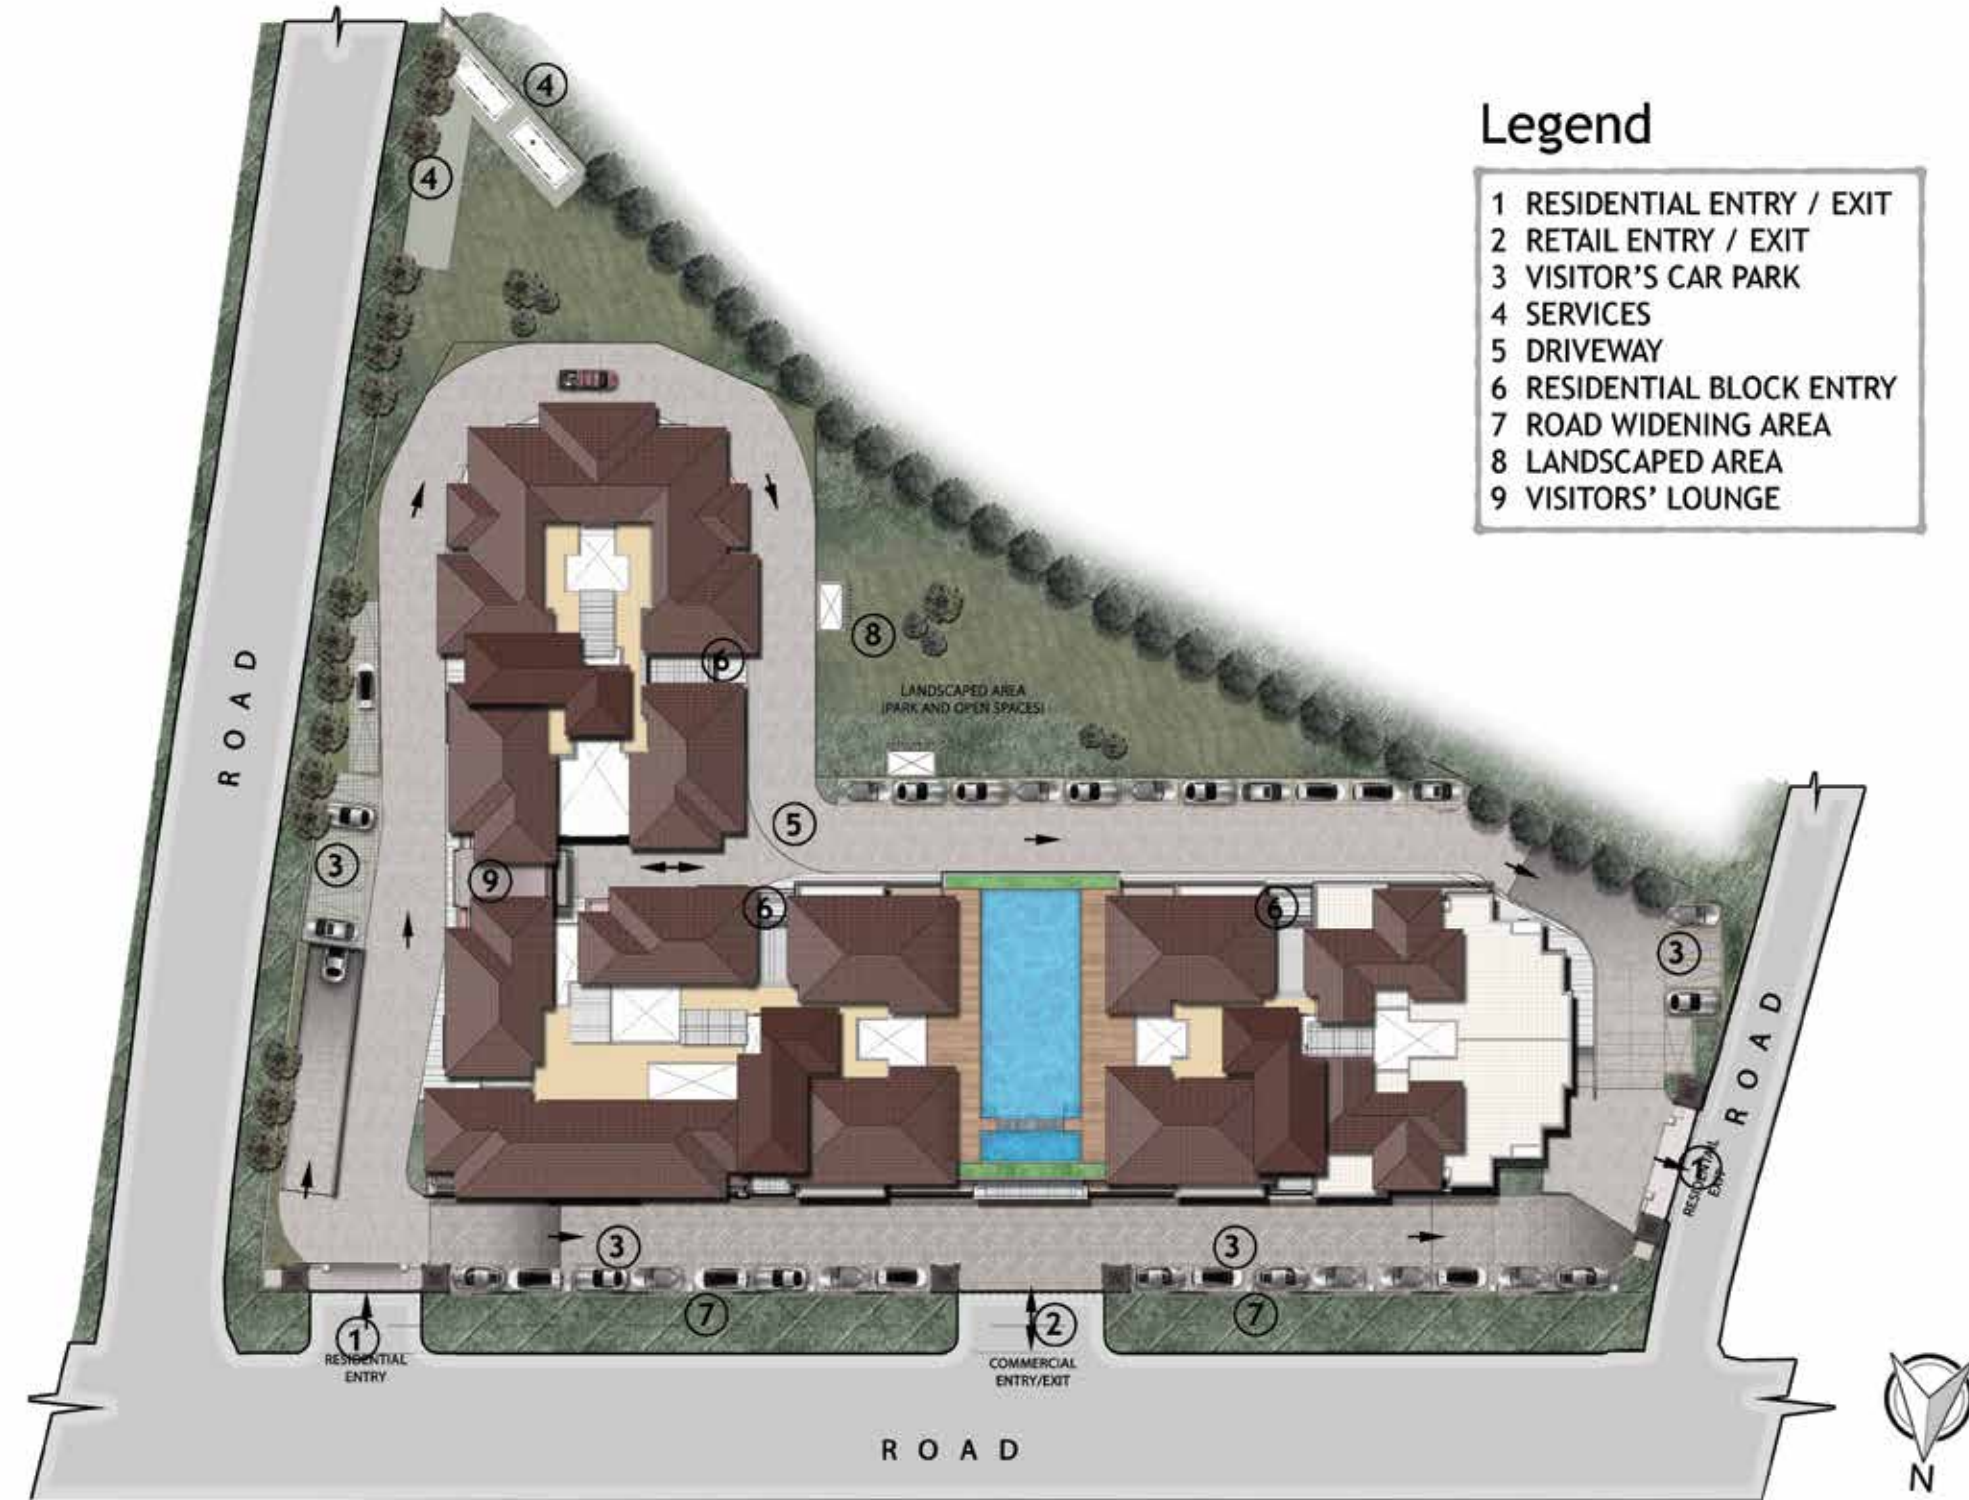 Legend
1 RESIDENTIAL ENTRY / EXIT
2 RETAIL ENTRY / EXIT
3 VISITOR'S CAR PARK
4 SERVICES
5 DRIVEWAY
6 RESIDENTIAL BLOCK ENTRY
7 ROAD WIDENING AREA
8 LANDSCAPED AREA
9 VISITORS' LOUNGE
4
4
ROAD
8
6
LANDSCAPED AREA
(PARK AND OPEN SPACES)
5
3
9
6
6
3
ROAD
1
RESIDENTIAL
EXIT
3
3
7
7
1
RESIDENTIAL
ENTRY
2
COMMERCIAL
ENTRY/EXIT
ROAD
N